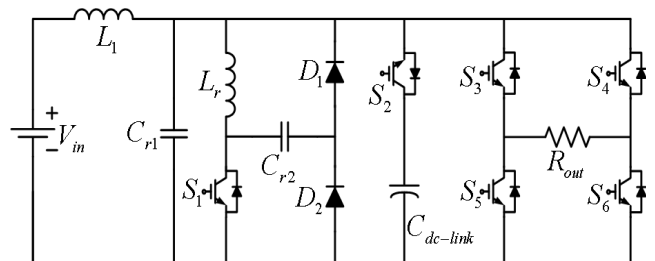 L1
+
Vin
−
Cr1
Lr
S1
Cr2
D1
D2
S2
Cdc−link
S3
S5
Rout
S4
S6